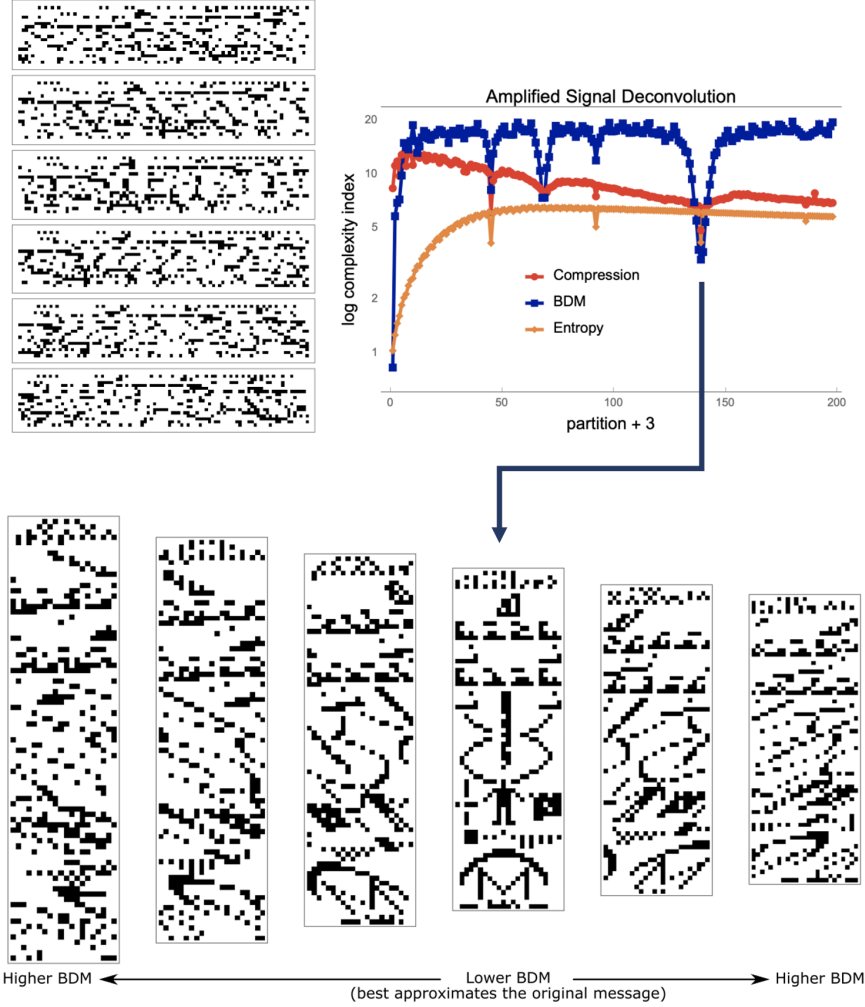 Amplified Signal Deconvolution
log complexity index
20
10
5
2
1
Compression
BDM
Entropy
0
50
100
150
200
partition + 3
Higher BDM
Lower BDM
Higher BDM
(best approximates the original message)